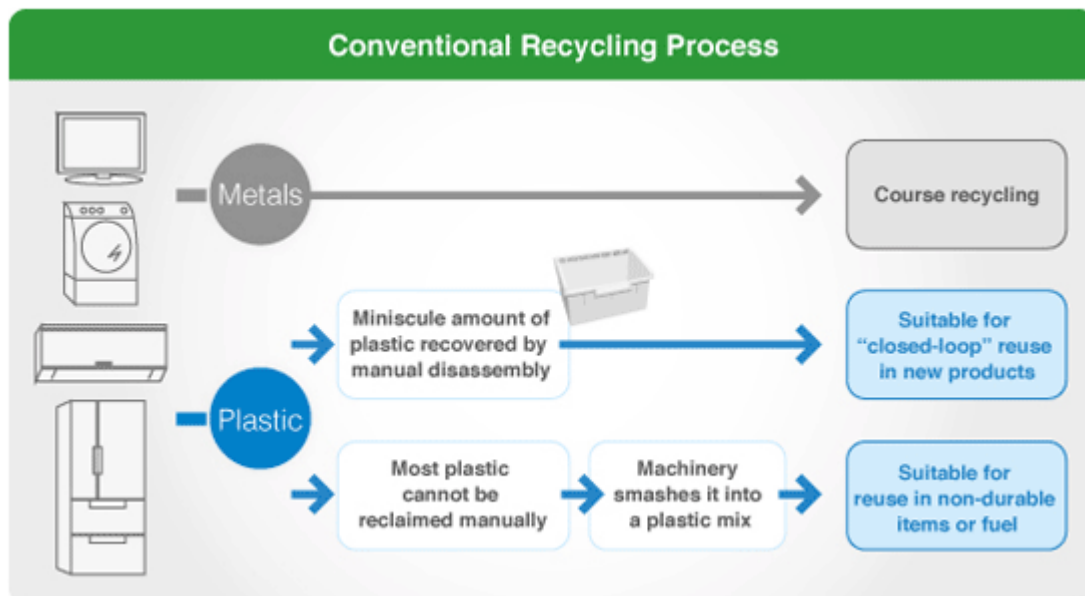 Conventional Recycling Process
Metals
Course recycling
Miniscule amount of
plastic recovered by
manual disassembly
Suitable for
“closed-loop” reuse
in new products
Plastic
Most plastic
cannot be
reclaimed manually
Machinery
smashes it into
a plastic mix
Suitable for
reuse in non-durable
items or fuel